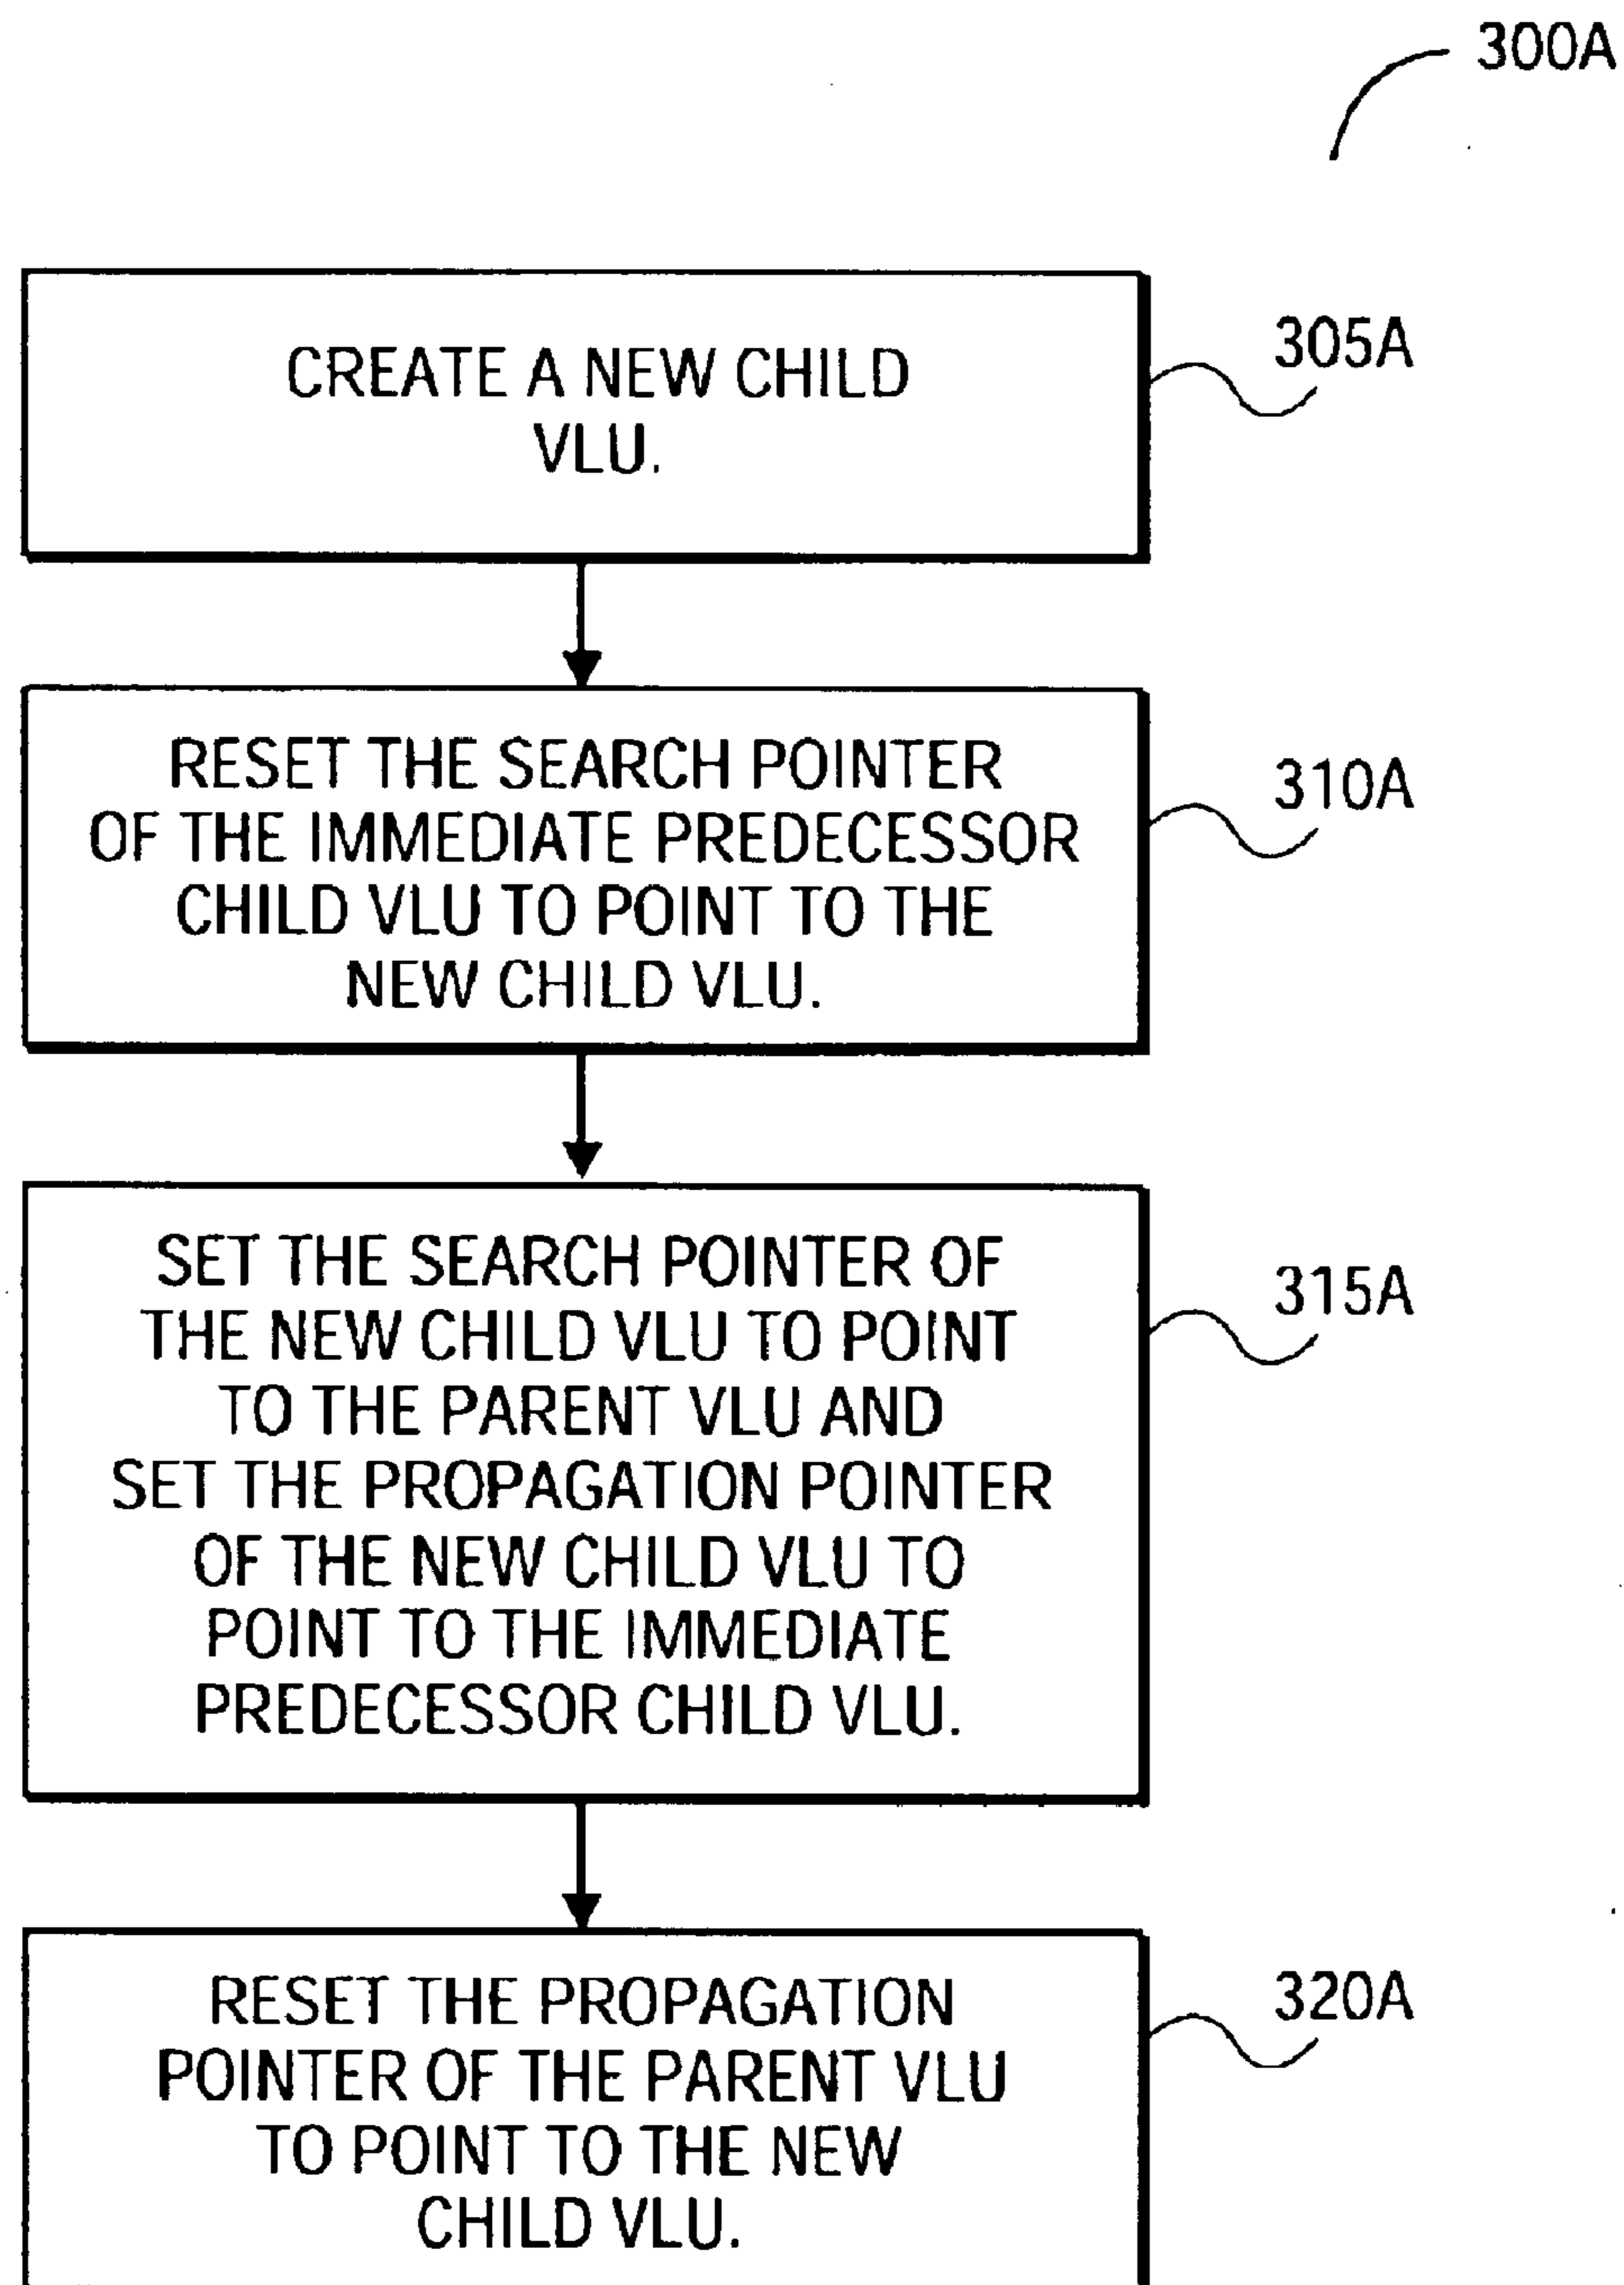 300A
CREATE A NEW CHILD
VLU.
305A
RESET THE SEARCH POINTER
OF THE IMMEDIATE PREDECESSOR
CHILD VLU TO POINT TO THE
NEW CHILD VLU.
310A
SET THE SEARCH POINTER OF
THE NEW CHILD VLU TO POINT
TO THE PARENT VLU AND
SET THE PROPAGATION POINTER
OF THE NEW CHILD VLU TO
POINT TO THE IMMEDIATE
PREDECESSOR CHILD VLU.
315A
RESET THE PROPAGATION
POINTER OF THE PARENT VLU
TO POINT TO THE NEW
CHILD VLU.
320A